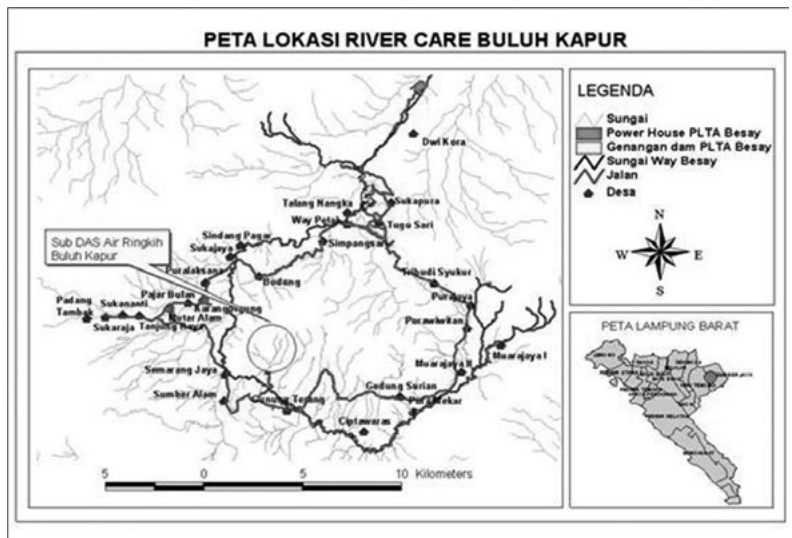 PETA LOKASI RIVER CARE BULUH KAPUR
LEGENDA
Sungai
Power House PLTA Besay
Genangan dam PLTA Besay
Sungai Way Besay
Jalan
Desa
Dwi Kora
Talang Nangka
Sukapura
Way Petai
Tugu Sari
Sindang Pagar
Simpangsari
Sub DAS Air Ringkih
Buluh Kapur
Sukajaya
Puralaksana
Bodong
Tribudi Syukur
Purajaya
Padang
Tambak
Sukananti
Pajar Bulan
Sukaraja
Tanjung Raya
Purawiwitan
Muarajaya I
Muarajaya II
Semarang Jaya
Sumber Alam
Gunung Terang
Gedung Surian
Ciptawaras
N
W
E
S
PETA LAMPUNG BARAT
5
0
5
10
Kilometers